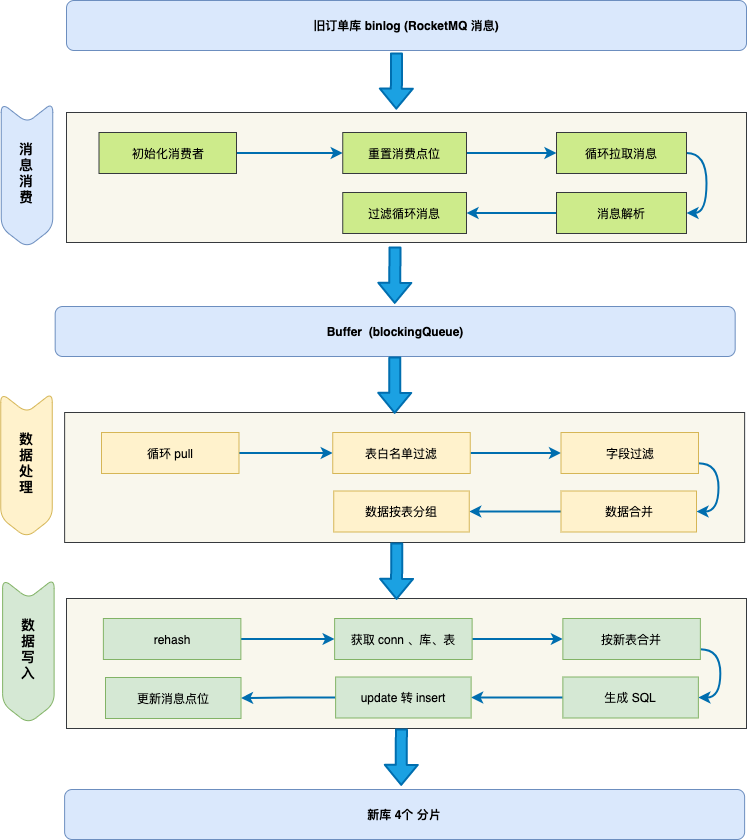 旧订单库 binlog (RocketMQ 消息)
消息消费
初始化消费者
重置消费点位
循环拉取消息
过滤循环消息
消息解析
Buffer (blockingQueue)
数据处理
循环 pull
表白名单过滤
字段过滤
数据按表分组
数据合并
数据写入
rehash
获取 conn 、库、表
按新表合并
更新消息点位
update 转 insert
生成 SQL
新库 4个 分片